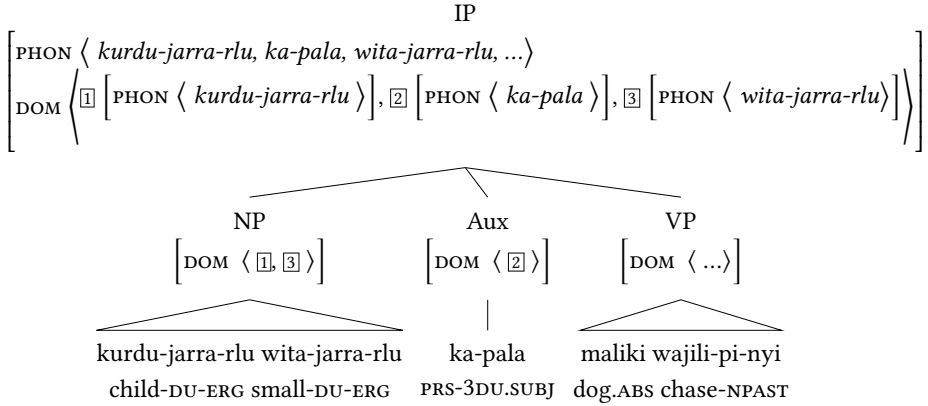 IP
PHON ⟨ kurdu-jarra-rlu, ka-pala, wita-jarra-rlu, …⟩
DOM ⟨ 1 [PHON ⟨ kurdu-jarra-rlu ⟩], 2 [PHON ⟨ ka-pala ⟩], 3 [PHON ⟨ wita-jarra-rlu⟩] ⟩
NP Aux VP
[DOM ⟨ 1, 3 ⟩] [DOM ⟨ 2 ⟩] [DOM ⟨ …⟩]
kurdu-jarra-rlu wita-jarra-rlu ka-pala maliki wajili-pi-nyi
child-DU-ERG small-DU-ERG PRS-3DU.SUBJ dog.ABS chase-NPAST